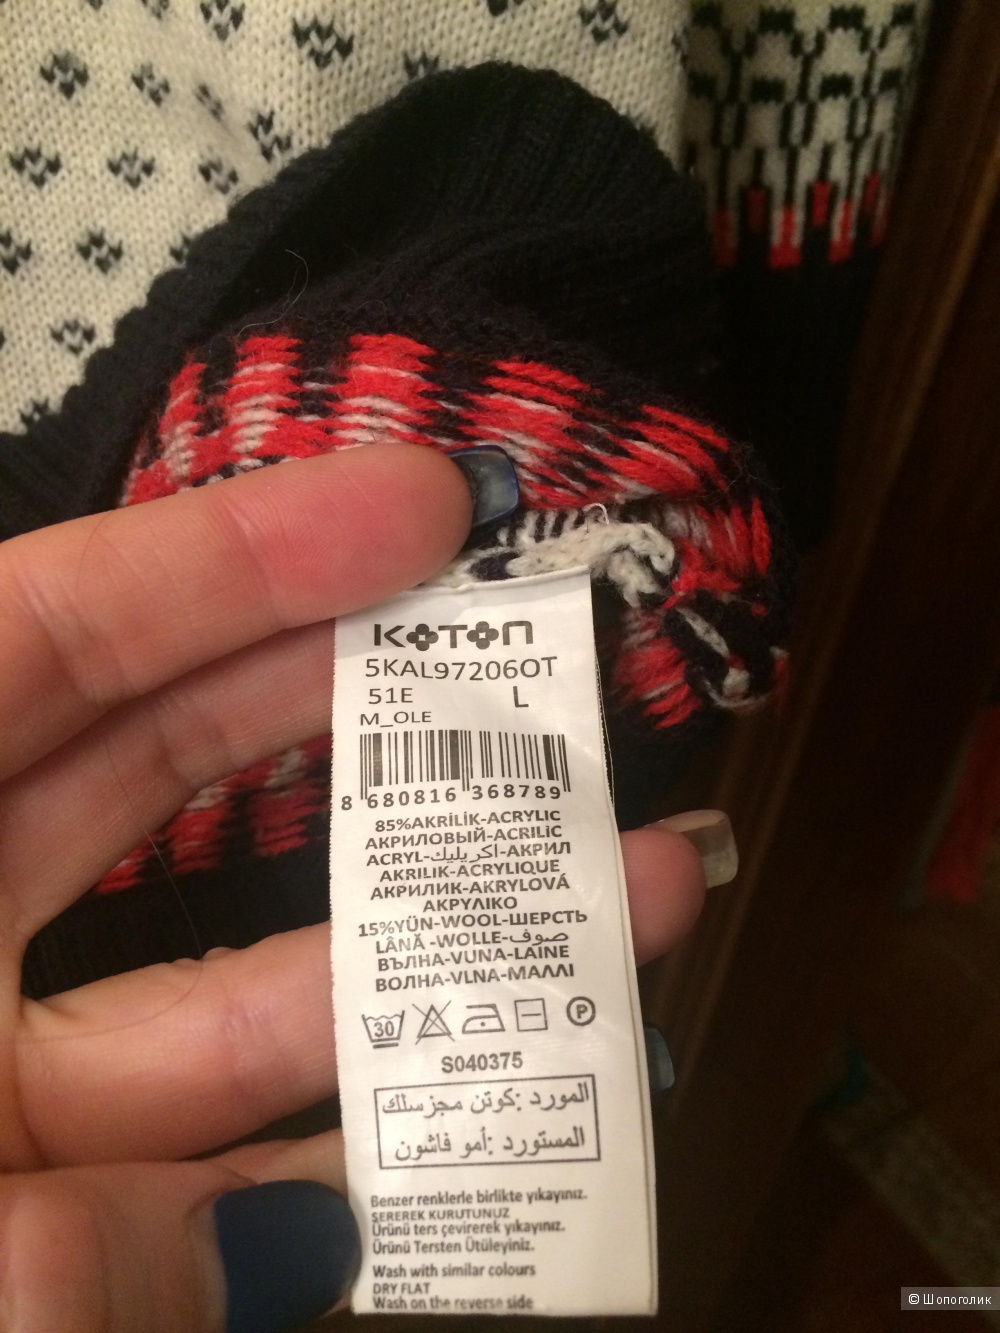 KOTON
5KAL97206OT
51E L
M_OLE
8 680816 368789
85%AKRİLİK-ACRYLIC
АКРИЛОВЫЙ-ACRILIC
ACRYL-اكريليك-АКРИЛ
AKRILIK-ACRYLIQUE
АКРИЛИК-AKRYLOVÁ
ΑΚΡΥΛΙΚΟ
15%YÜN-WOOL-ШЕРСТЬ
LÂNĂ -WOLLE-صوف
ВЪЛНА-VUNA-LAINE
ВОЛНА-VLNA-ΜΑΛΛΙ
30 P
S040375
المورد :كوتن مجزسلك
المستورد :أمو فاشون
Benzer renklerle birlikte yıkayınız.
SEREREK KURUTUNUZ
Ürünü ters çevirerek yıkayınız.
Ürünü Tersten Ütüleyiniz.
Wash with similar colours
DRY FLAT
Wash on the reverse side
© Шопоголик